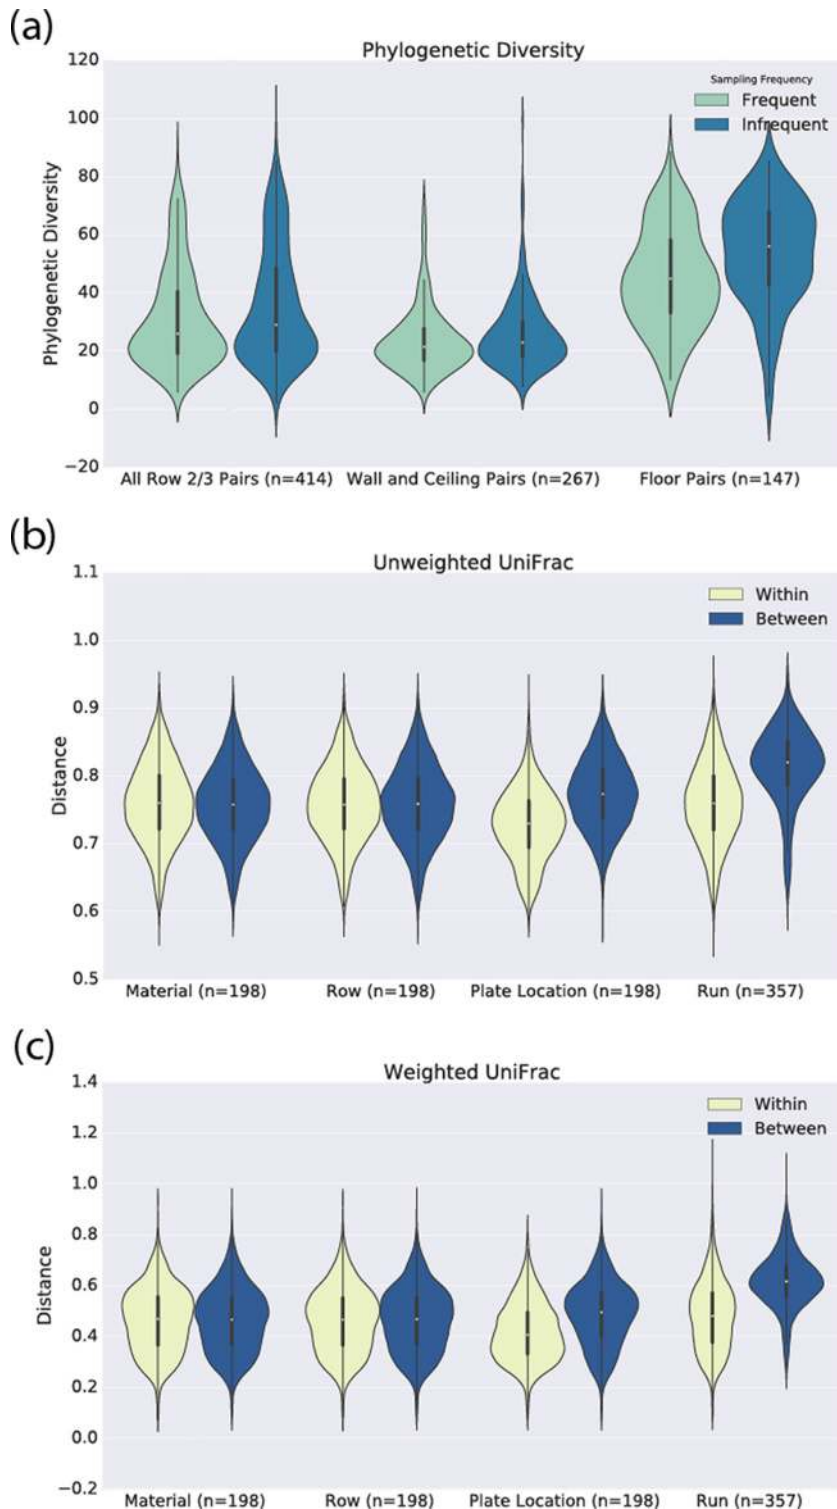 (a)
Phylogenetic Diversity
Sampling Frequency
Frequent
Infrequent
Phylogenetic Diversity
120
100
80
60
40
20
0
−20
All Row 2/3 Pairs (n=414) Wall and Ceiling Pairs (n=267) Floor Pairs (n=147)
(b)
Unweighted UniFrac
Within
Between
Distance
1.1
1.0
0.9
0.8
0.7
0.6
0.5
Material (n=198) Row (n=198) Plate Location (n=198) Run (n=357)
(c)
Weighted UniFrac
Within
Between
Distance
1.4
1.2
1.0
0.8
0.6
0.4
0.2
0.0
−0.2
Material (n=198) Row (n=198) Plate Location (n=198) Run (n=357)